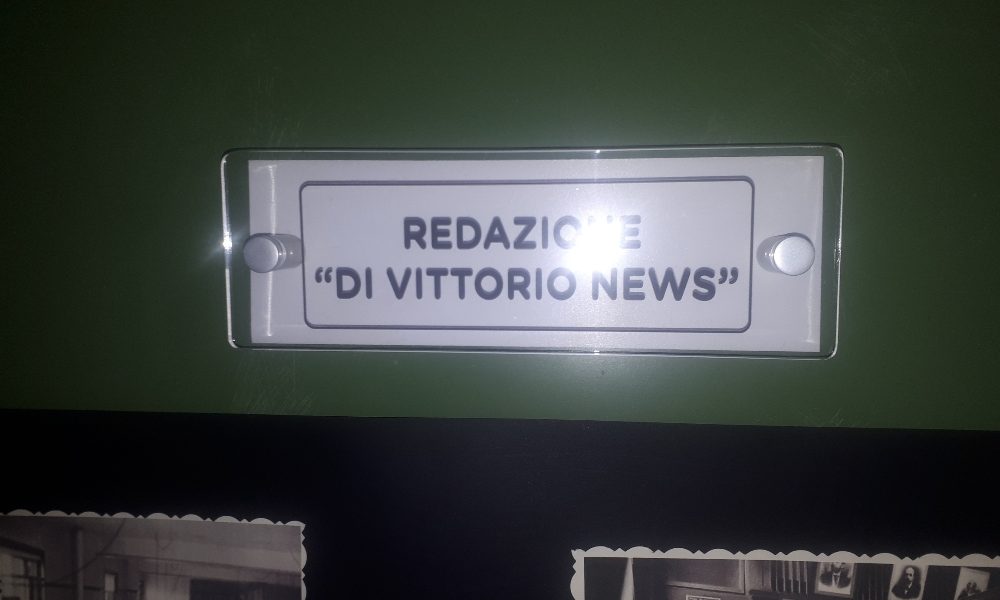 REDAZIONE
“DI VITTORIO NEWS”